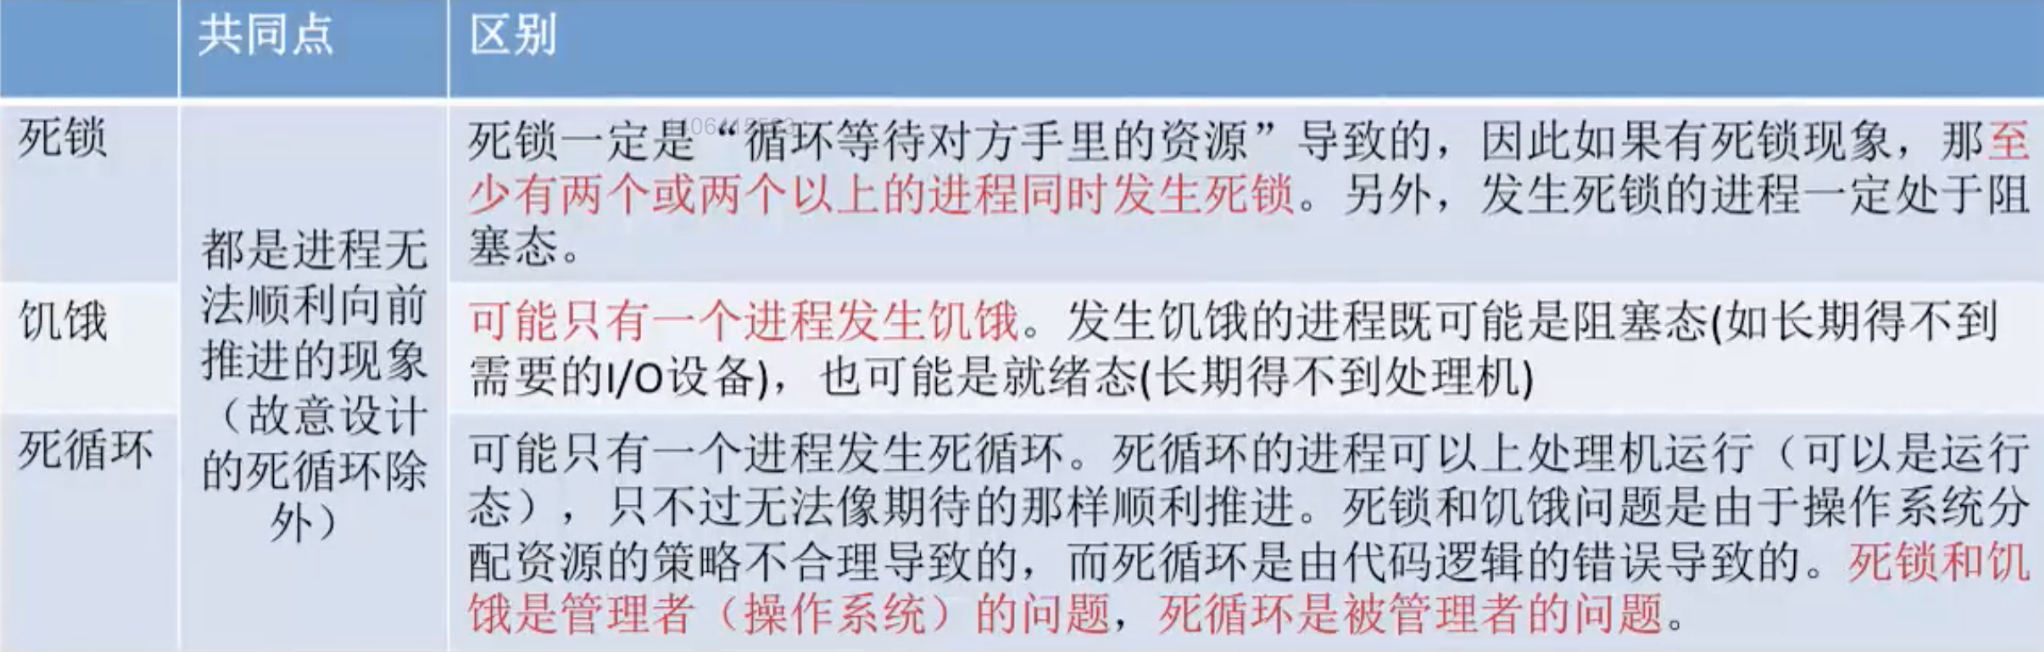 共同点
区别
死锁
死锁一定是“循环等待对方手里的资源”导致的，因此如果有死锁现象，那至
少有两个或两个以上的进程同时发生死锁。另外，发生死锁的进程一定处于阻
塞态。
都是进程无
法顺利向前
推进的现象
（故意设计
的死循环除
外）
饥饿
可能只有一个进程发生饥饿。发生饥饿的进程既可能是阻塞态(如长期得不到
需要的I/O设备)，也可能是就绪态(长期得不到处理机)
死循环
可能只有一个进程发生死循环。死循环的进程可以上处理机运行（可以是运行
态），只不过无法像期待的那样顺利推进。死锁和饥饿问题是由于操作系统分
配资源的策略不合理导致的，而死循环是由代码逻辑的错误导致的。死锁和饥
饿是管理者（操作系统）的问题，死循环是被管理者的问题。